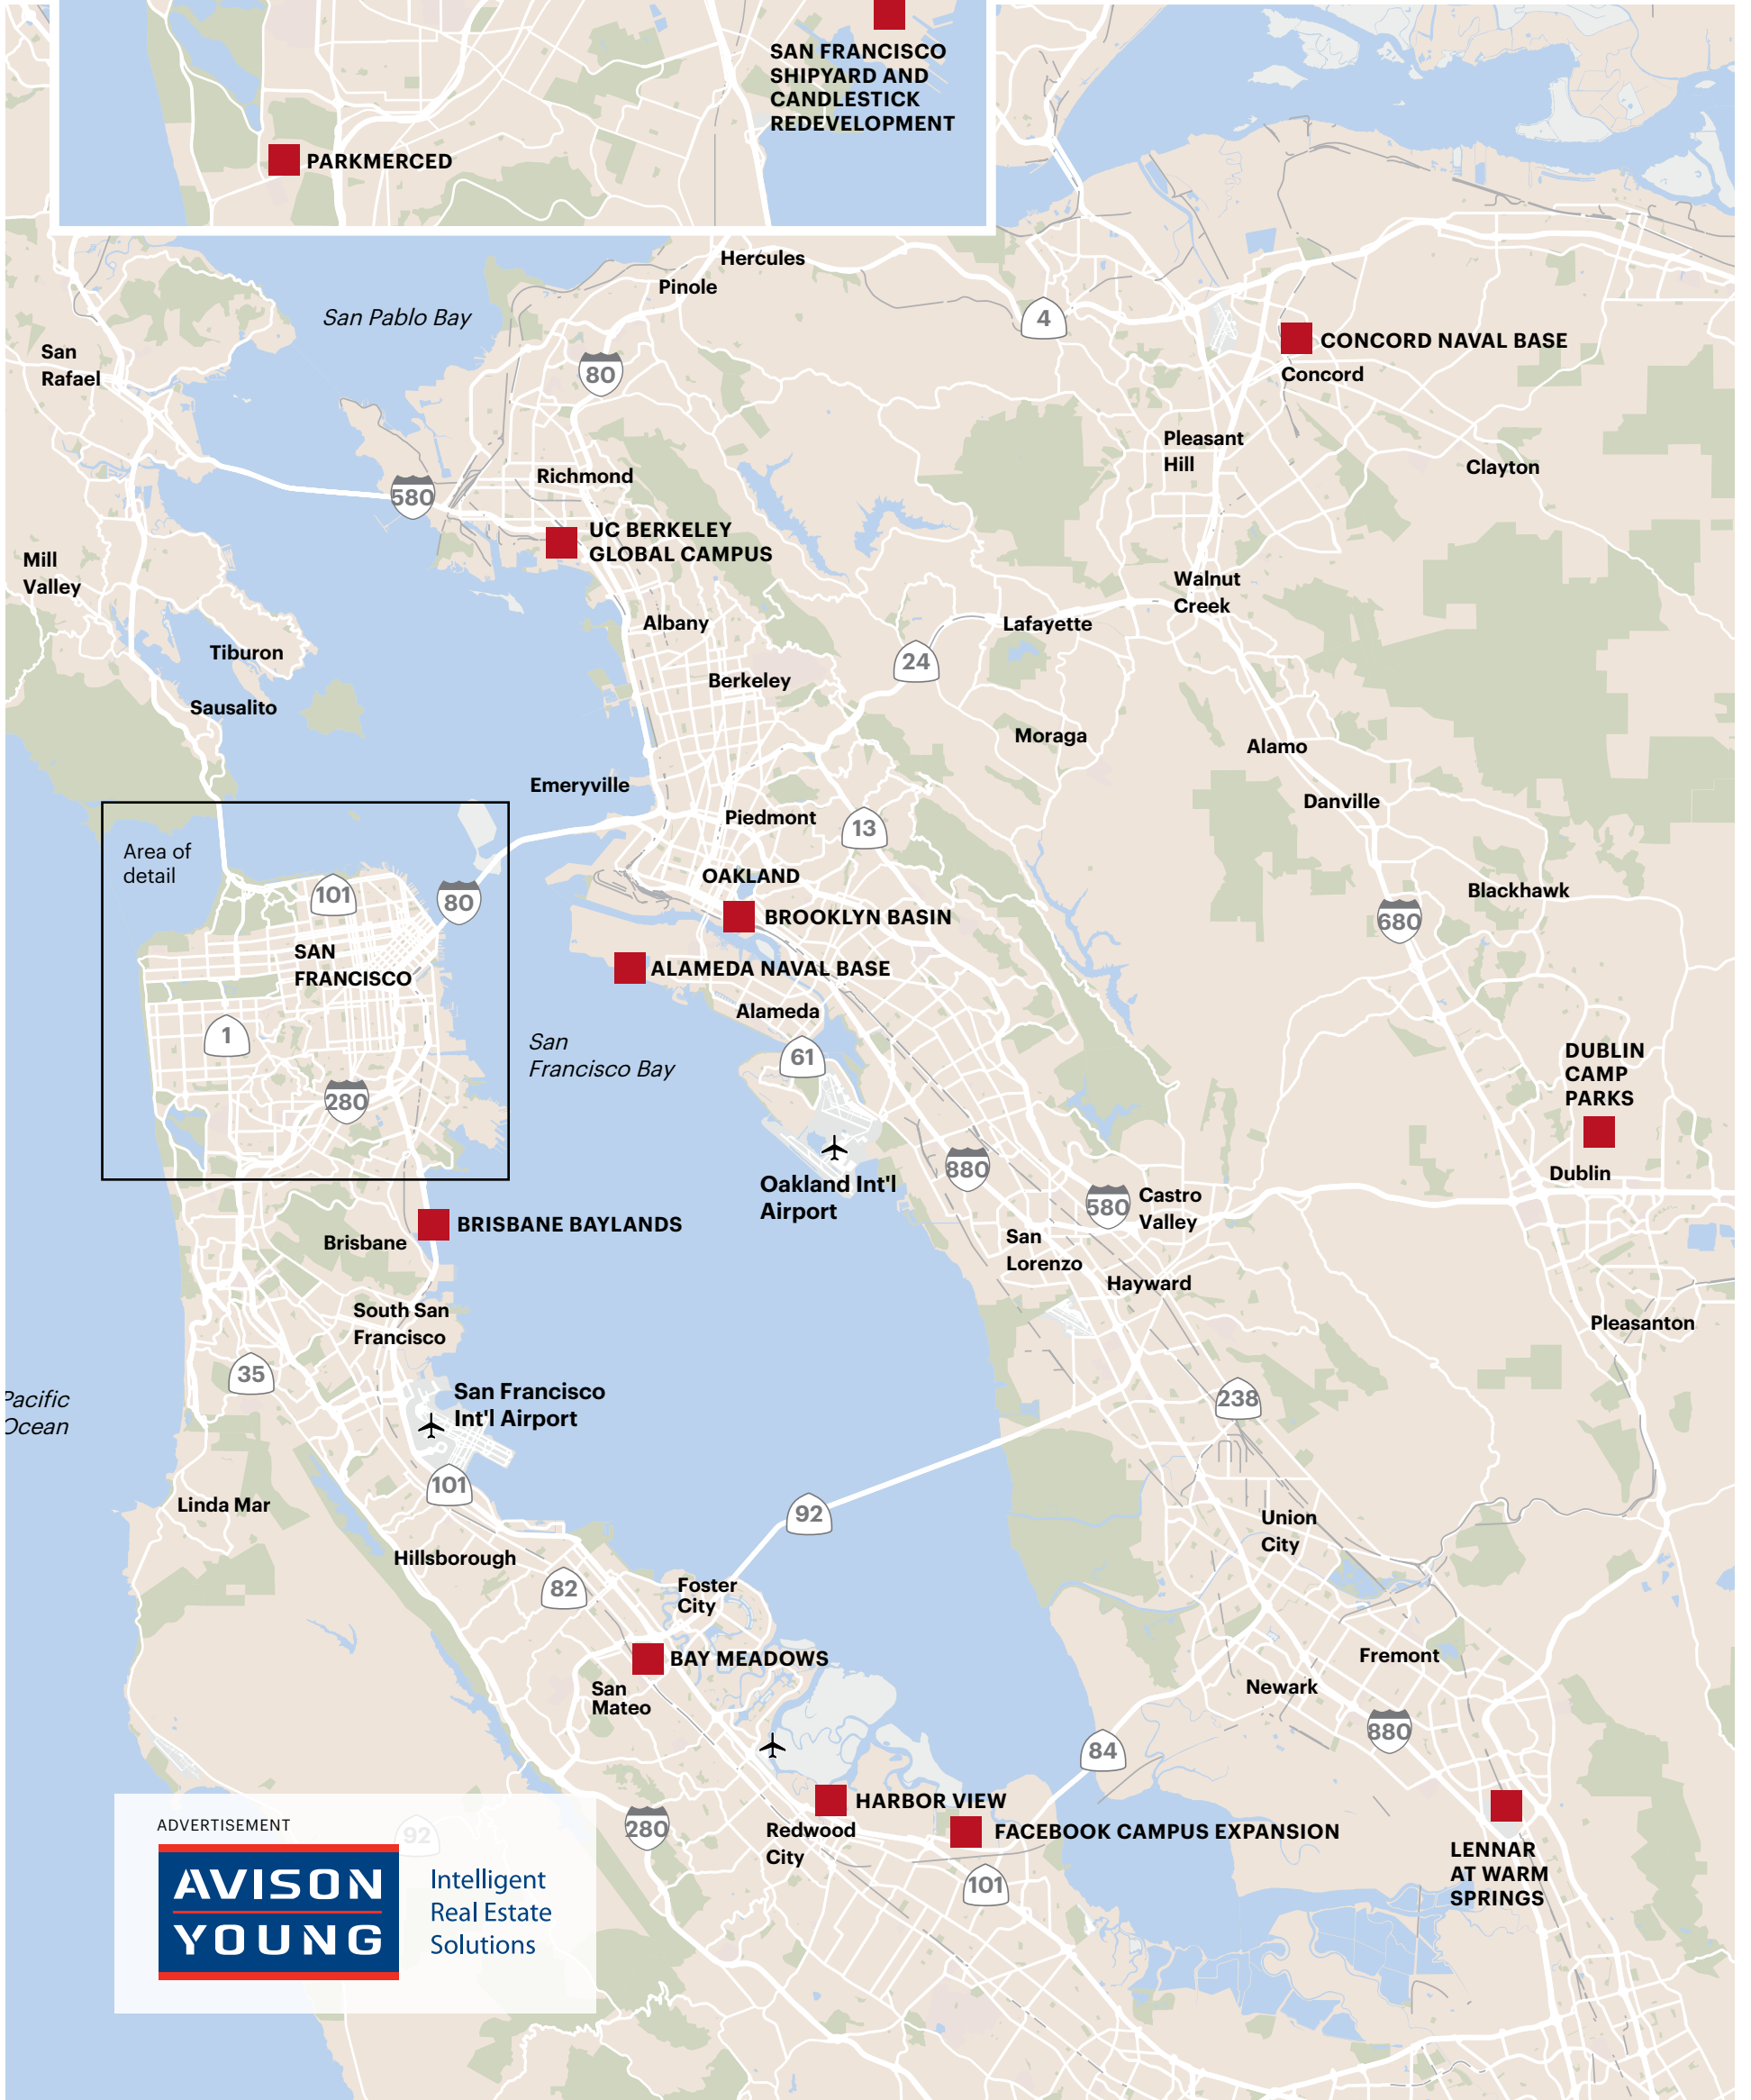 SAN FRANCISCO
SHIPYARD AND
CANDLESTICK
REDEVELOPMENT
PARKMERCED
Hercules
Pinole
San Pablo Bay
4
CONCORD NAVAL BASE
Concord
San
Rafael
80
Pleasant
Hill
Clayton
Richmond
580
UC BERKELEY
GLOBAL CAMPUS
Mill
Valley
Walnut
Creek
Albany
Lafayette
Tiburon
24
Berkeley
Sausalito
Moraga
Alamo
Emeryville
Danville
Piedmont
13
Area of
detail
OAKLAND
101
80
Blackhawk
BROOKLYN BASIN
680
SAN
FRANCISCO
ALAMEDA NAVAL BASE
Alameda
1
San
Francisco Bay
61
DUBLIN
CAMP
PARKS
280
880
Dublin
Oakland Int'l
Airport
580
Castro
Valley
BRISBANE BAYLANDS
Brisbane
San
Lorenzo
Hayward
South San
Francisco
Pleasanton
35
Pacific
Ocean
San Francisco
Int'l Airport
238
101
Linda Mar
92
Union
City
Hillsborough
82
Foster
City
BAY MEADOWS
Fremont
San
Mateo
Newark
880
84
HARBOR VIEW
Redwood
City
FACEBOOK CAMPUS EXPANSION
280
LENNAR
AT WARM
SPRINGS
101
92
ADVERTISEMENT
AVISON
YOUNG
Intelligent
Real Estate
Solutions